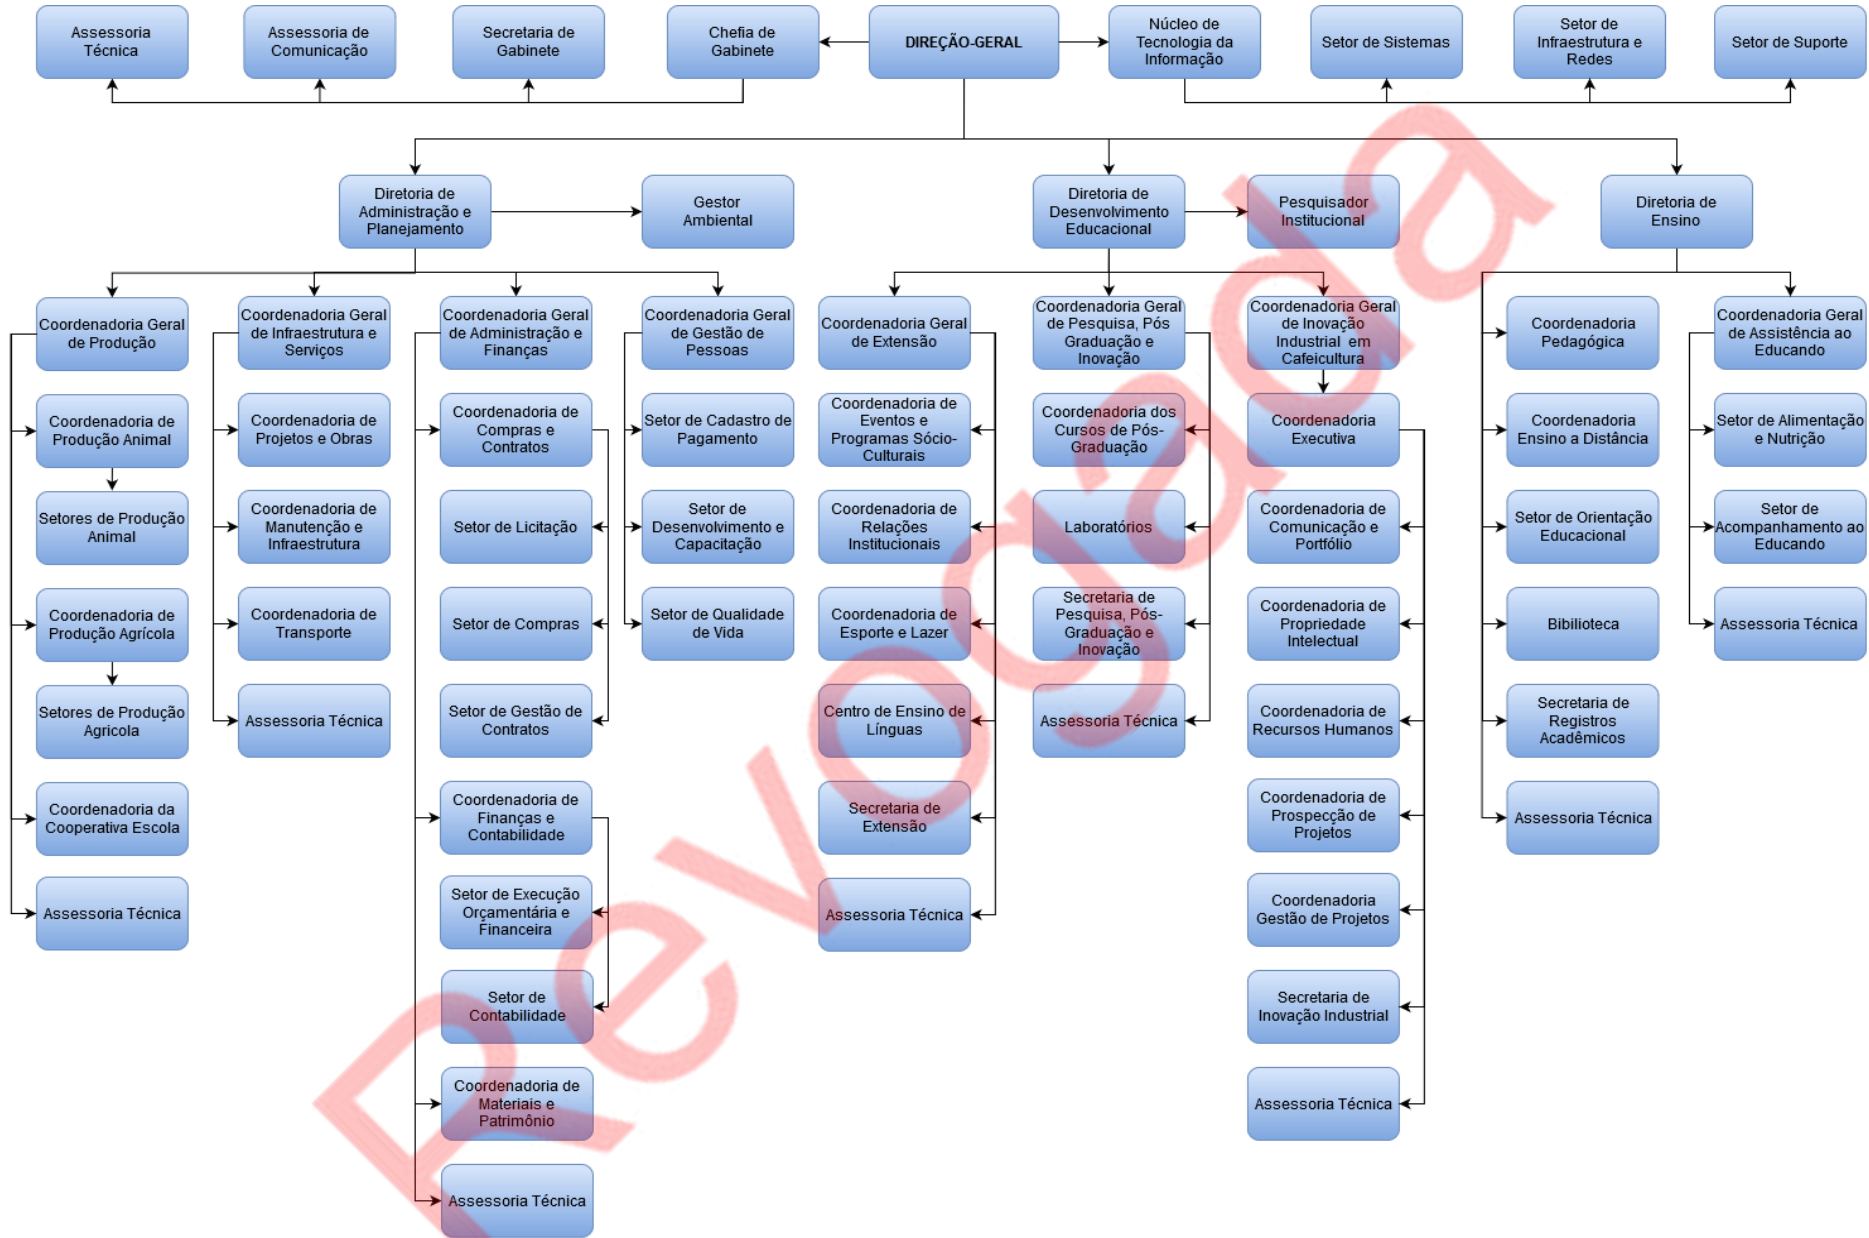 Assessoria
Técnica
Assessoria de
Comunicação
Secretaria de
Gabinete
Chefia de
Gabinete
DIREÇÃO-GERAL
Núcleo de
Tecnologia da
Informação
Setor de Sistemas
Setor de
Infraestrutura e
Redes
Setor de Suporte
Diretoria de
Administração e
Planejamento
Gestor
Ambiental
Diretoria de
Desenvolvimento
Educacional
Pesquisador
Institucional
Diretoria de
Ensino
Coordenadoria Geral
de Produção
Coordenadoria de
Produção Animal
Setores de Produção
Animal
Coordenadoria de
Produção Agrícola
Setores de Produção
Agricola
Coordenadoria da
Cooperativa Escola
Assessoria Técnica
Coordenadoria Geral
de Infraestrutura e
Serviços
Coordenadoria de
Projetos e Obras
Coordenadoria de
Manutenção e
Infraestrutura
Coordenadoria de
Transporte
Assessoria Técnica
Coordenadoria Geral
de Administração e
Finanças
Coordenadoria de
Compras e
Contratos
Setor de Licitação
Setor de Compras
Setor de Gestão de
Contratos
Coordenadoria de
Finanças e
Contabilidade
Setor de Execução
Orçamentária e
Financeira
Setor de
Contabilidade
Coordenadoria de
Materiais e
Patrimônio
Assessoria Técnica
Coordenadoria Geral
de Gestão de
Pessoas
Setor de Cadastro de
Pagamento
Setor de
Desenvolvimento e
Capacitação
Setor de Qualidade
de Vida
Coordenadoria Geral
de Extensão
Coordenadoria de
Eventos e
Programas Sócio-
Culturais
Coordenadoria de
Relações
Institucionais
Coordenadoria de
Esporte e Lazer
Centro de Ensino de
Línguas
Secretaria de
Extensão
Assessoria Técnica
Coordenadoria Geral
de Pesquisa, Pós
Graduação e
Inovação
Coordenadoria dos
Cursos de Pós-
Graduação
Laboratórios
Secretaria de
Pesquisa, Pós-
Graduação e
Inovação
Assessoria Técnica
Coordenadoria Geral
de Inovação
Industrial em
Cafeicultura
Coordenadoria
Executiva
Coordenadoria de
Comunicação e
Portfólio
Coordenadoria de
Propriedade
Intelectual
Coordenadoria de
Recursos Humanos
Coordenadoria de
Prospecção de
Projetos
Coordenadoria
Gestão de Projetos
Secretaria de
Inovação Industrial
Assessoria Técnica
Coordenadoria
Pedagógica
Coordenadoria
Ensino a Distância
Setor de Orientação
Educacional
Bibilioteca
Secretaria de
Registros
Acadêmicos
Assessoria Técnica
Coordenadoria Geral
de Assistência ao
Educando
Setor de Alimentação
e Nutrição
Setor de
Acompanhamento ao
Educando
Assessoria Técnica
Revogada